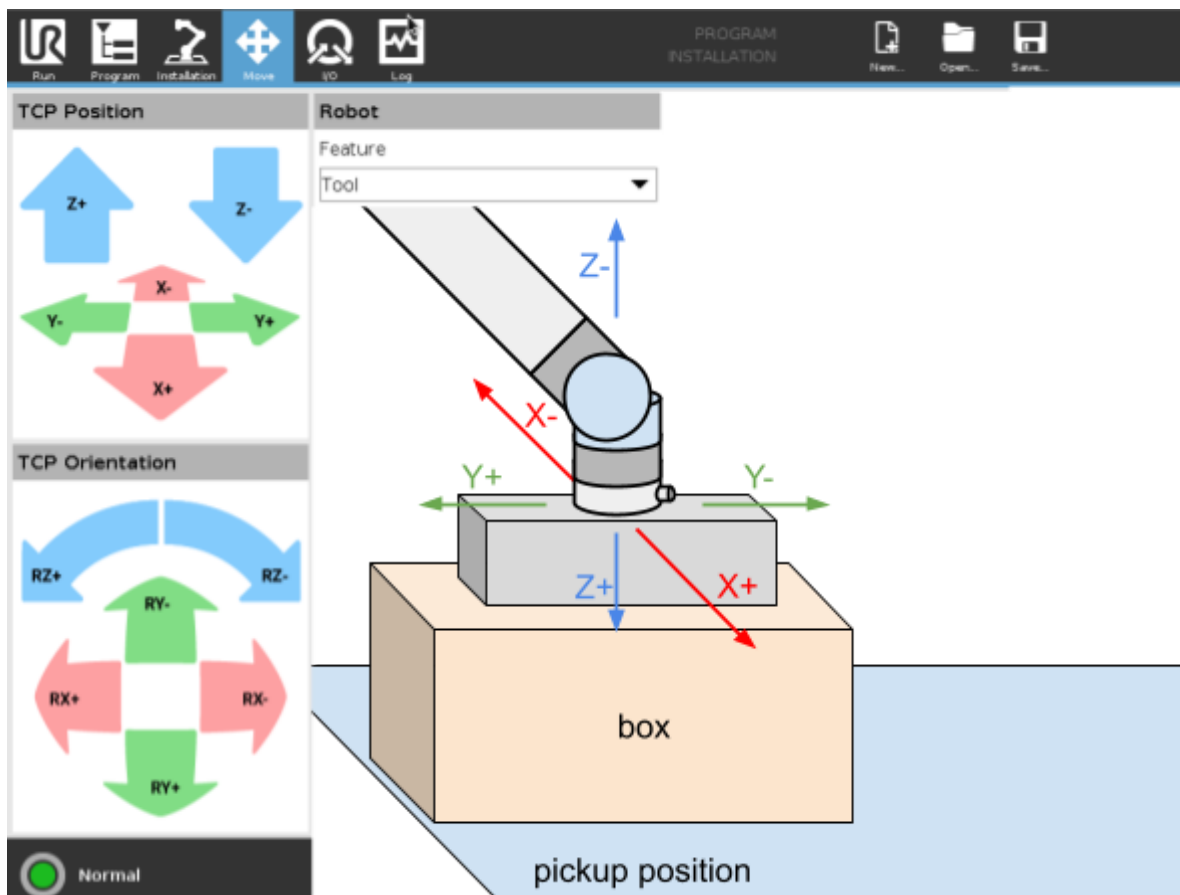 UR
PROGRAM
INSTALLATION
Run
Program
Installation
Move
I/O
Log
New...
Open...
Save...
TCP Position
Robot
Feature
Tool
Z+
Z-
X-
Y-
Y+
X+
Z-
X-
Y+
Y-
Z+
X+
TCP Orientation
RZ+
RZ-
RY-
RX+
RX-
RY+
box
Normal
pickup position